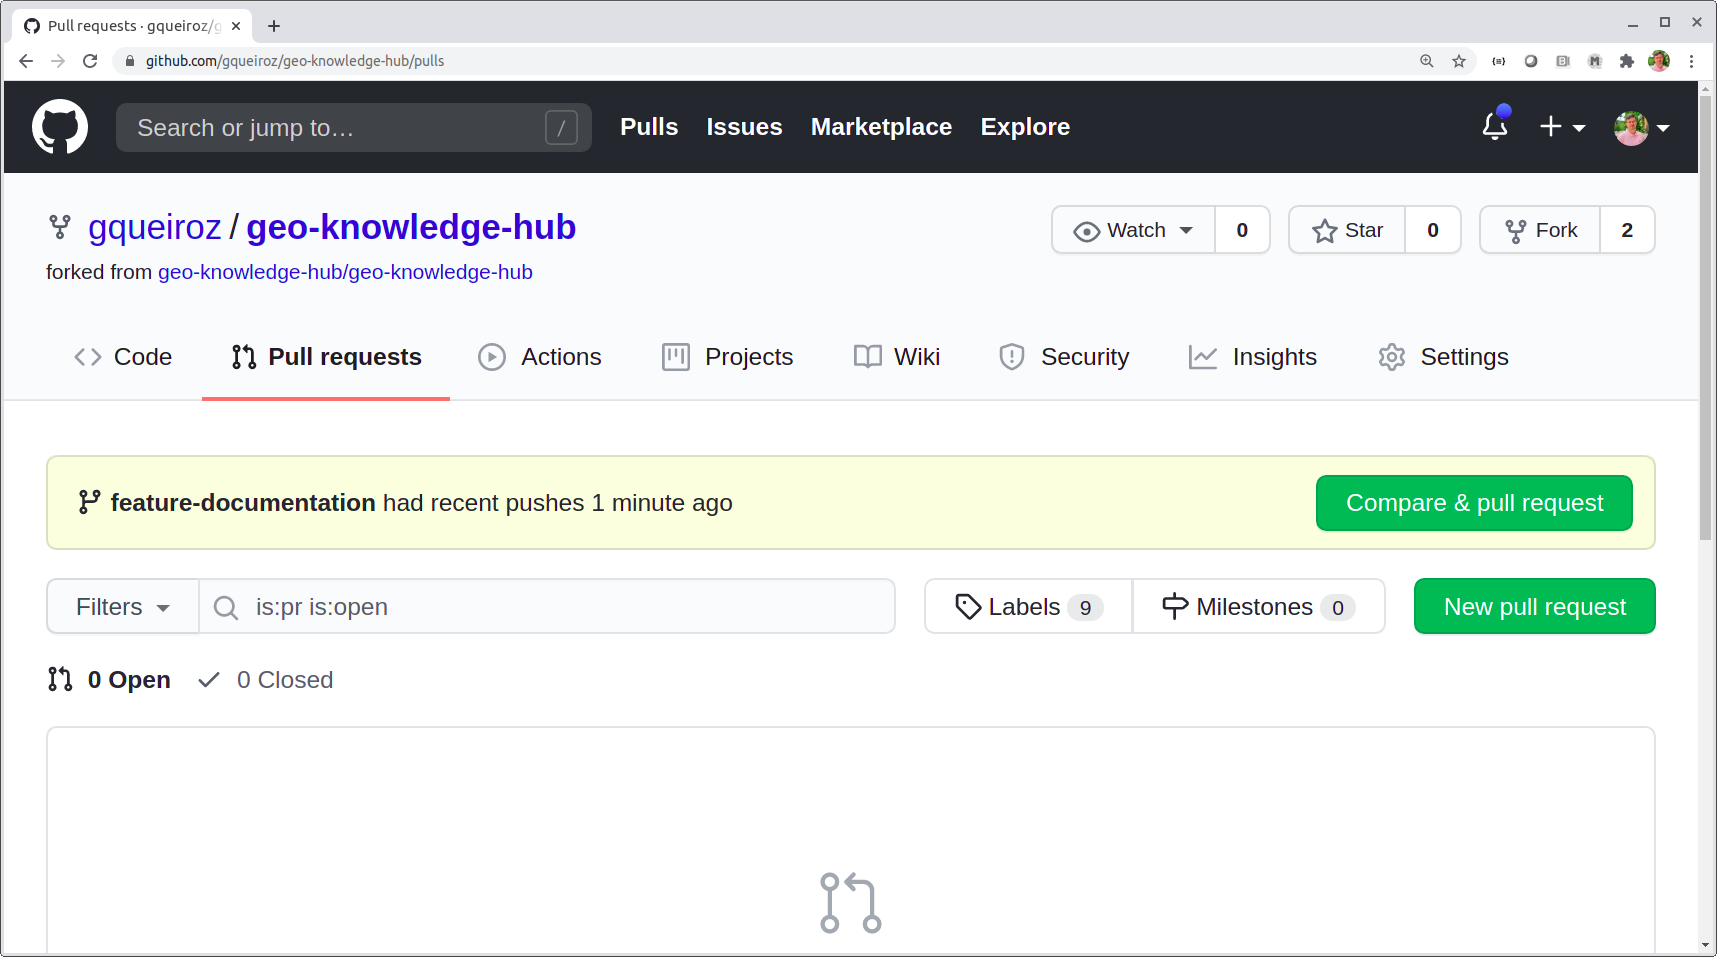 Pull requests · gqueiroz/g
github.com/gqueiroz/geo-knowledge-hub/pulls
Search or jump to… /
Pulls Issues Marketplace Explore
gqueiroz / geo-knowledge-hub
Watch 0 Star 0 Fork 2
forked from geo-knowledge-hub/geo-knowledge-hub
Code Pull requests Actions Projects Wiki Security Insights Settings
feature-documentation had recent pushes 1 minute ago Compare & pull request
Filters is:pr is:open Labels 9 Milestones 0 New pull request
0 Open 0 Closed